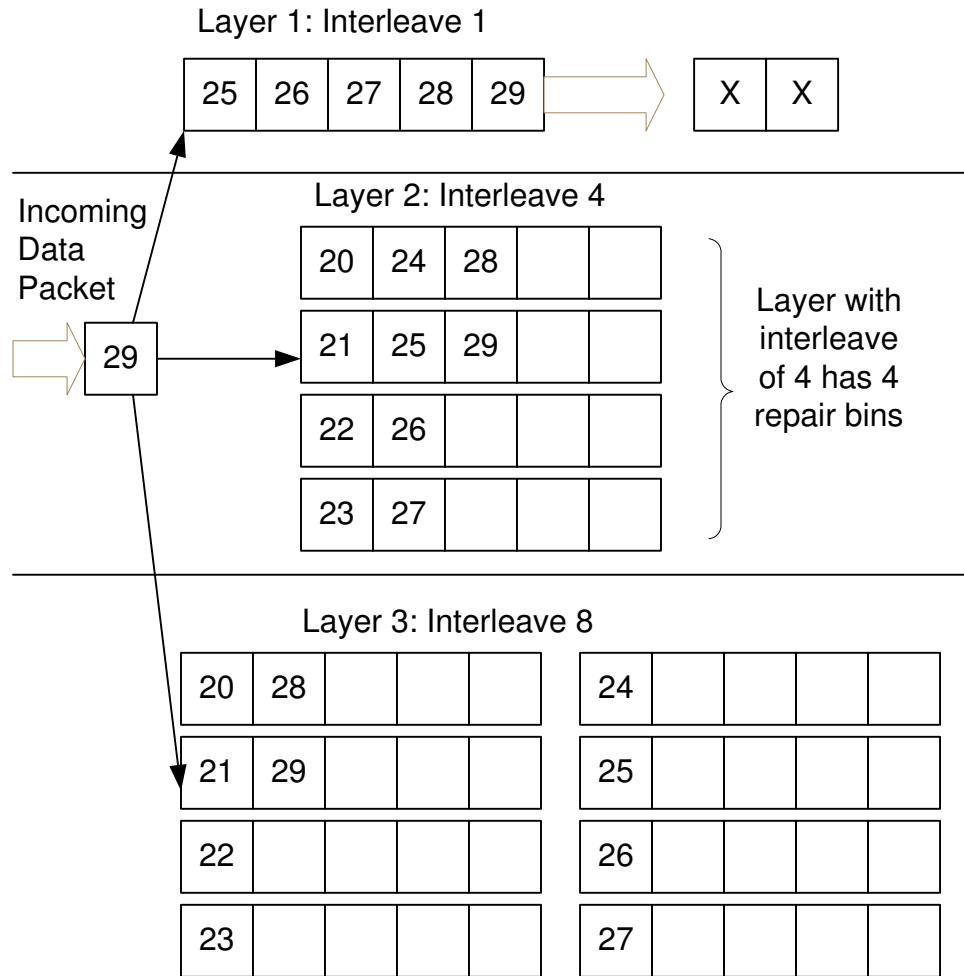 Layer 1: Interleave 1
25 26 27 28 29 X X
Incoming
Data
Packet
29
Layer 2: Interleave 4
20 24 28
21 25 29
22 26
23 27
Layer with
interleave
of 4 has 4
repair bins
Layer 3: Interleave 8
20 28 24
21 29 25
22 26
23 27